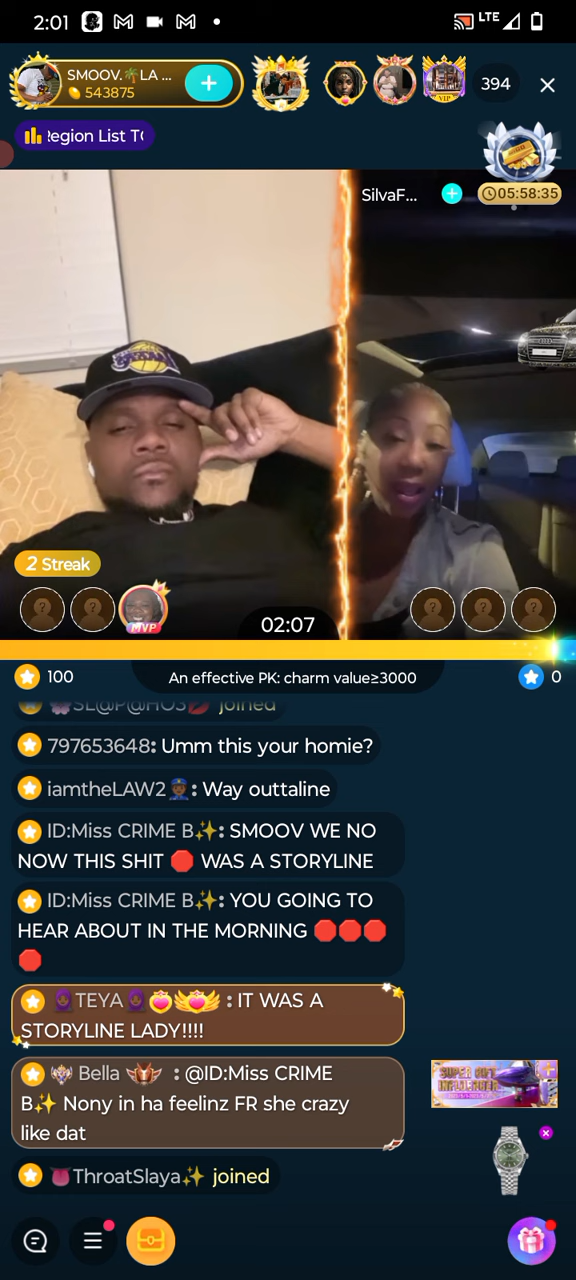 2:01
LTE
SMOOV.🌴LA ...
543875
394
VIP
Region List TO
05:58:35
SilvaF...
2 Streak
MVP
02:07
100
An effective PK: charm value≥3000
0
joined
797653648: Umm this your homie?
iamtheLAW2👮🏾: Way outtaline
ID:Miss CRIME B✨: SMOOV WE NO
NOW THIS SHIT 🛑 WAS A STORYLINE
ID:Miss CRIME B✨: YOU GOING TO
HEAR ABOUT IN THE MORNING 🛑🛑🛑
🛑
TEYA : IT WAS A
STORYLINE LADY!!!!
Bella : @ID:Miss CRIME
B✨ Nony in ha feelinz FR she crazy
like dat
👅ThroatSlaya✨ joined
SUPER GIFT